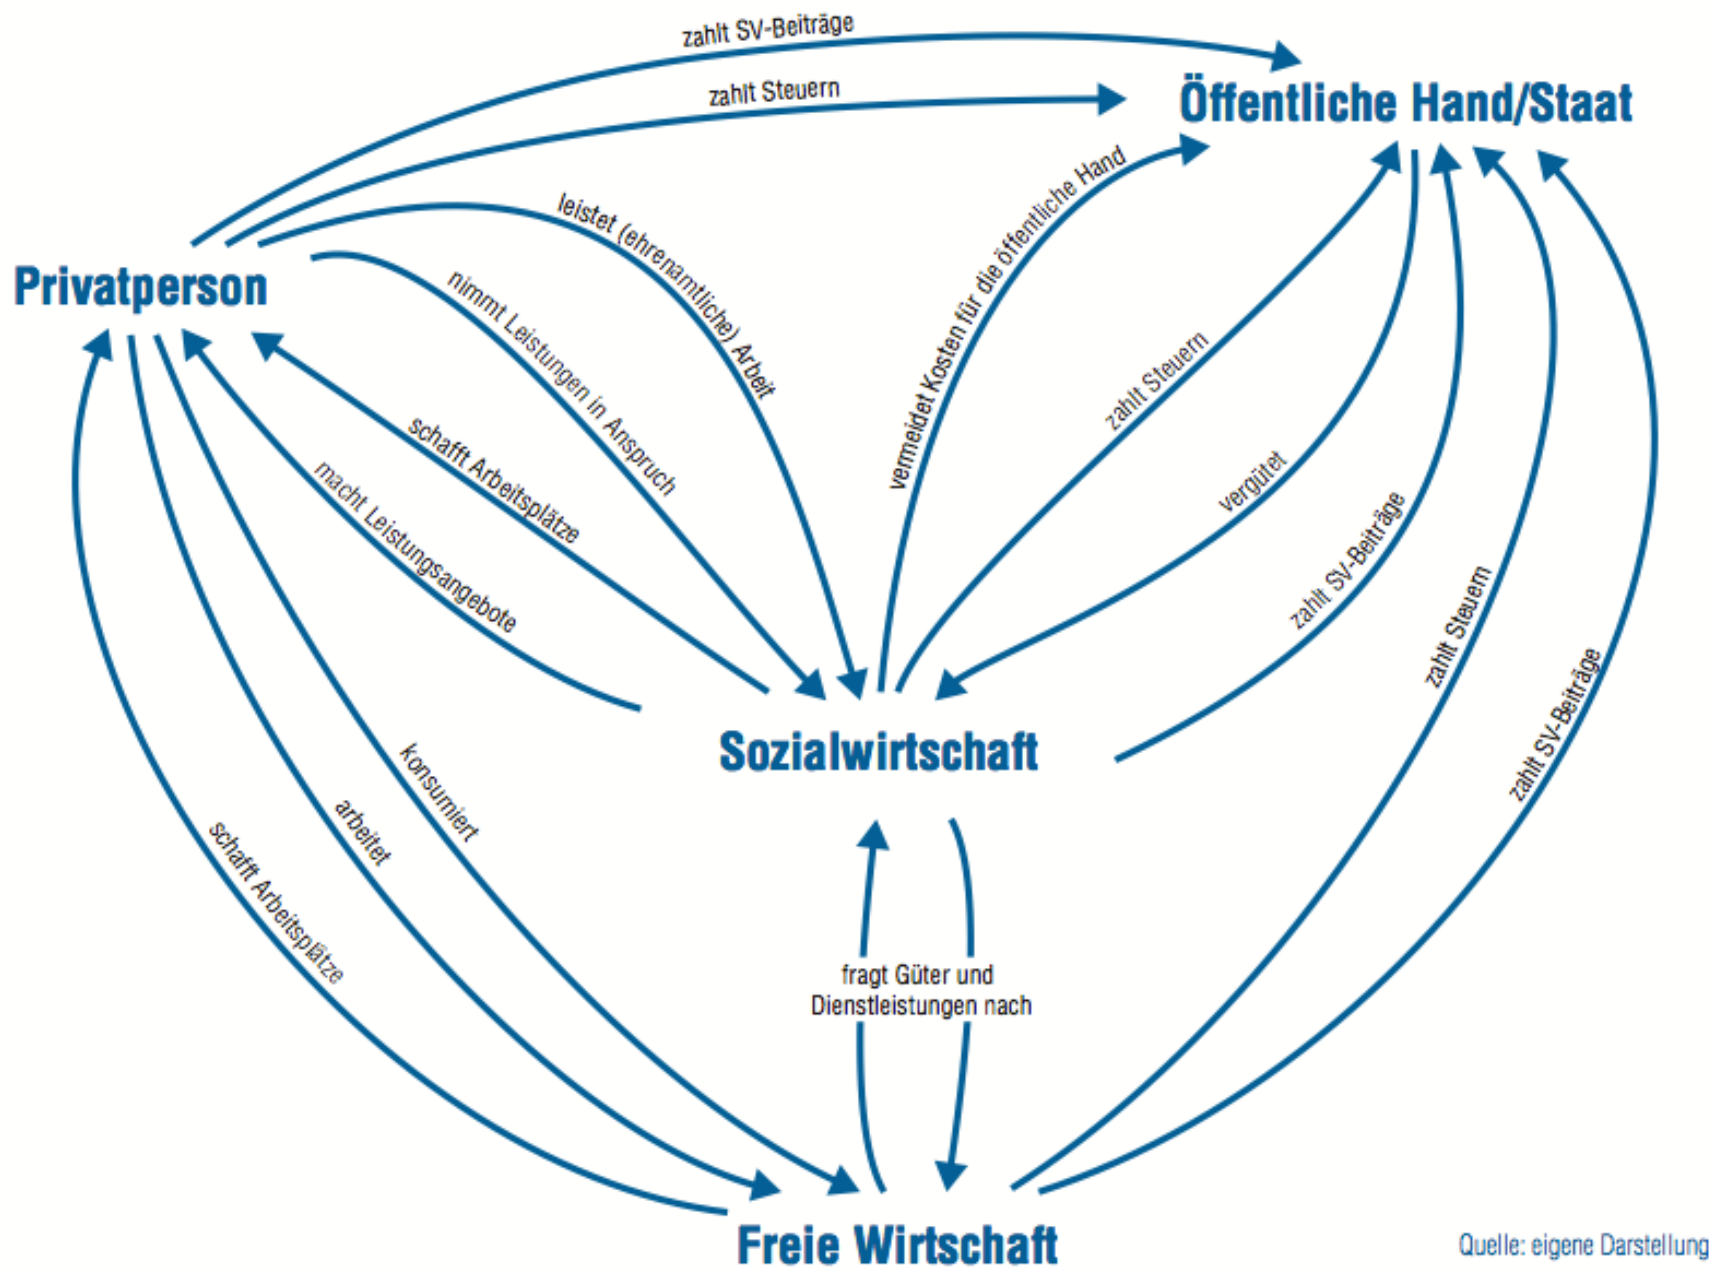 zahlt SV-Beiträge
zahlt Steuern
Öffentliche Hand/Staat
Privatperson
leistet (ehrenamtliche) Arbeit
nimmt Leistungen in Anspruch
schafft Arbeitsplätze
macht Leistungsangebote
vermeidet Kosten für die öffentliche Hand
zahlt Steuern
vergütet
zahlt SV-Beiträge
zahlt Steuern
zahlt SV-Beiträge
Sozialwirtschaft
konsumiert
arbeitet
schafft Arbeitsplätze
fragt Güter und
Dienstleistungen nach
Freie Wirtschaft
Quelle: eigene Darstellung